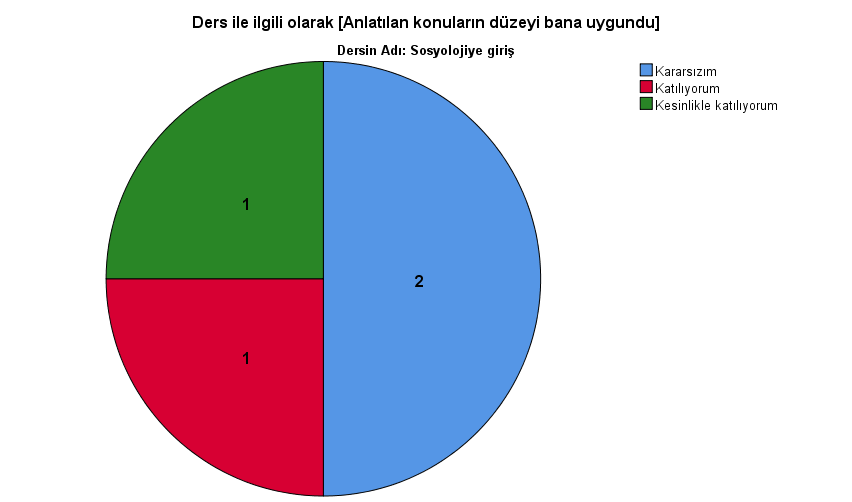 Ders ile ilgili olarak [Anlatılan konuların düzeyi bana uygundu]
Dersin Adı: Sosyolojiye giriş
Kararsızım
Katılıyorum
Kesinlikle katılıyorum
1
2
1